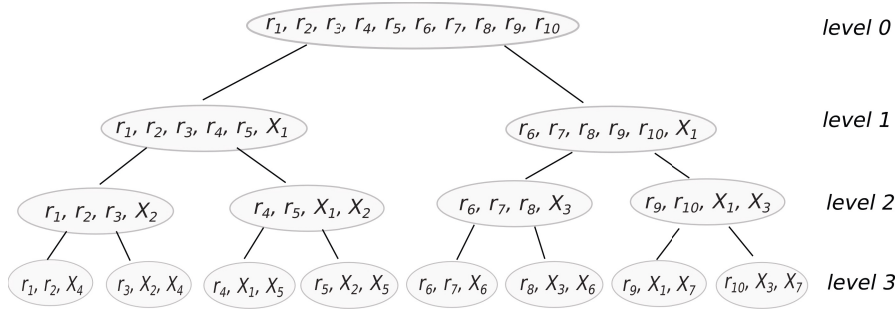 r₁, r₂, r₃, r₄, r₅, r₆, r₇, r₈, r₉, r₁₀ level 0
r₁, r₂, r₃, r₄, r₅, X₁ r₆, r₇, r₈, r₉, r₁₀, X₁ level 1
r₁, r₂, r₃, X₂ r₄, r₅, X₁, X₂ r₆, r₇, r₈, X₃ r₉, r₁₀, X₁, X₃ level 2
r₁, r₂, X₄ r₃, X₂, X₄ r₄, X₁, X₅ r₅, X₂, X₅ r₆, r₇, X₆ r₈, X₃, X₆ r₉, X₁, X₇ r₁₀, X₃, X₇ level 3